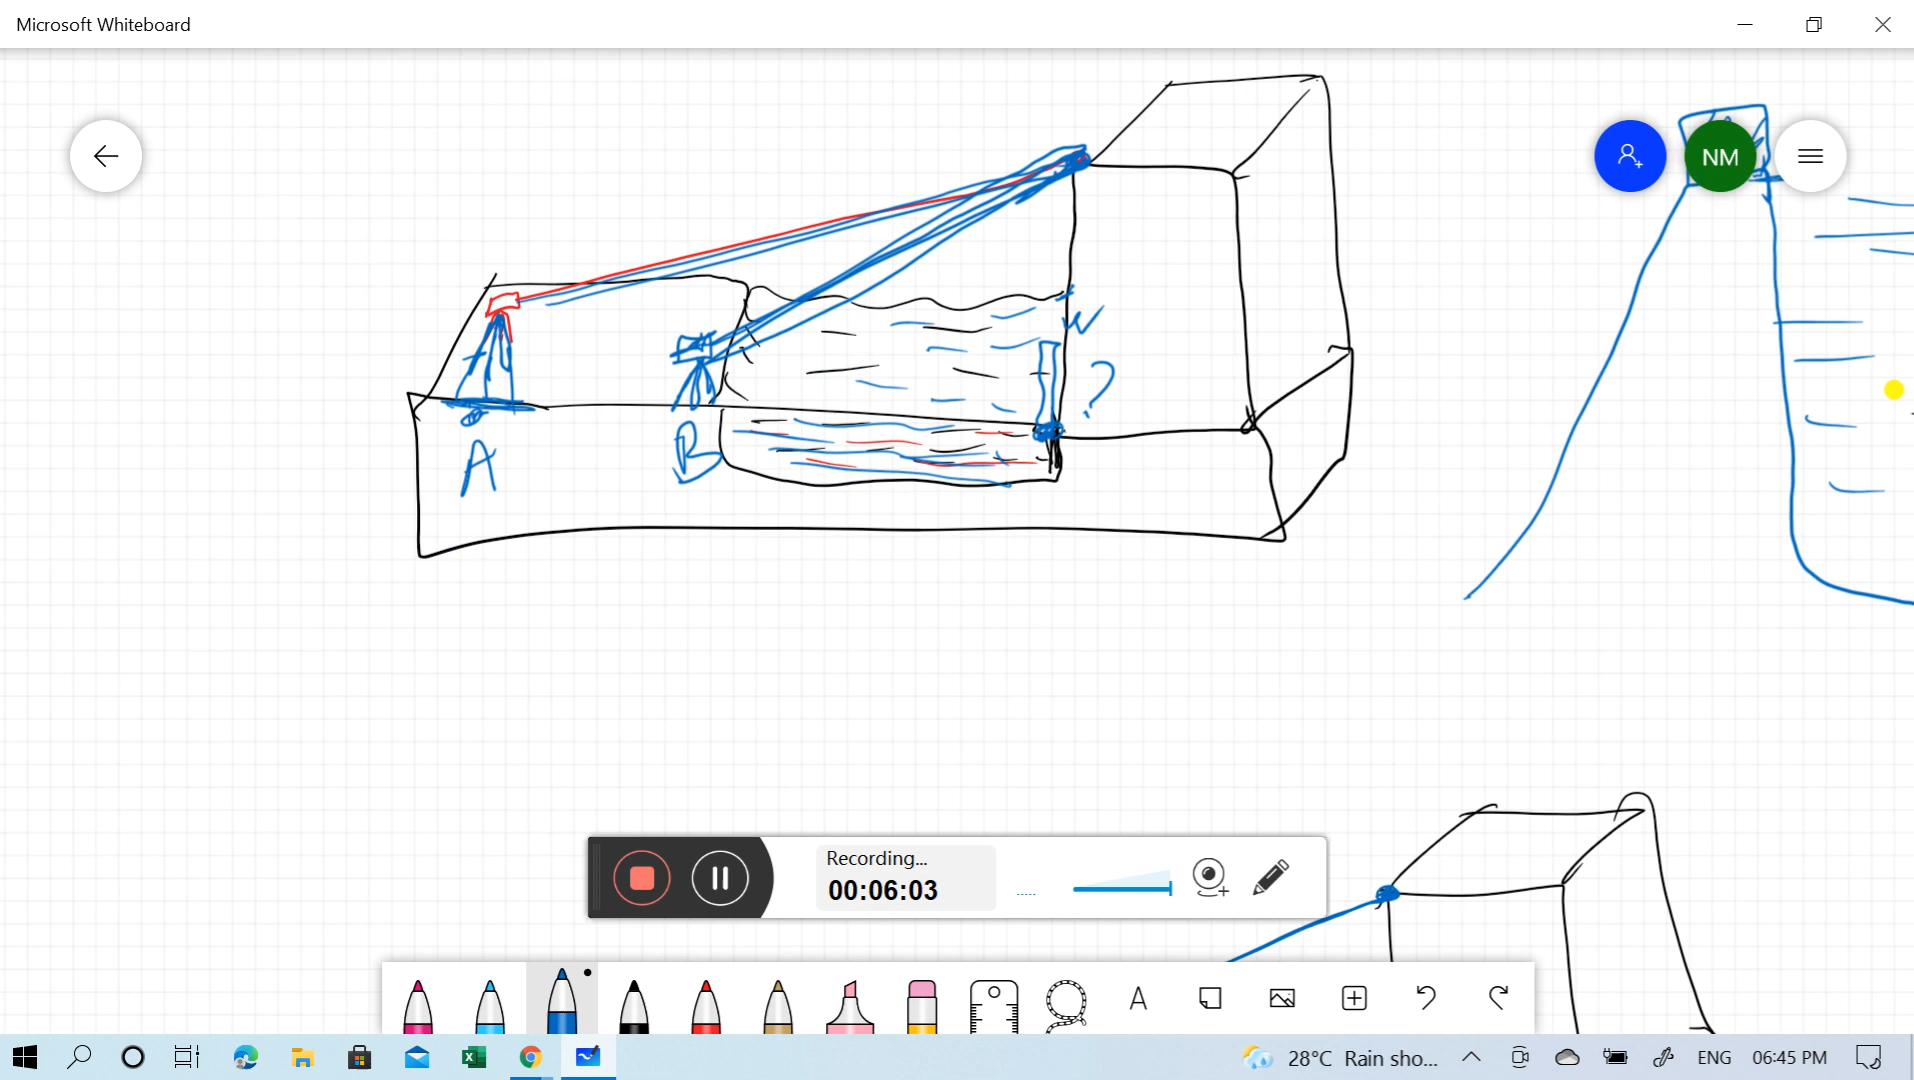 Microsoft Whiteboard
NM
W
?
A
B
Recording...
00:06:03
A
28°C Rain sho...
ENG
06:45 PM